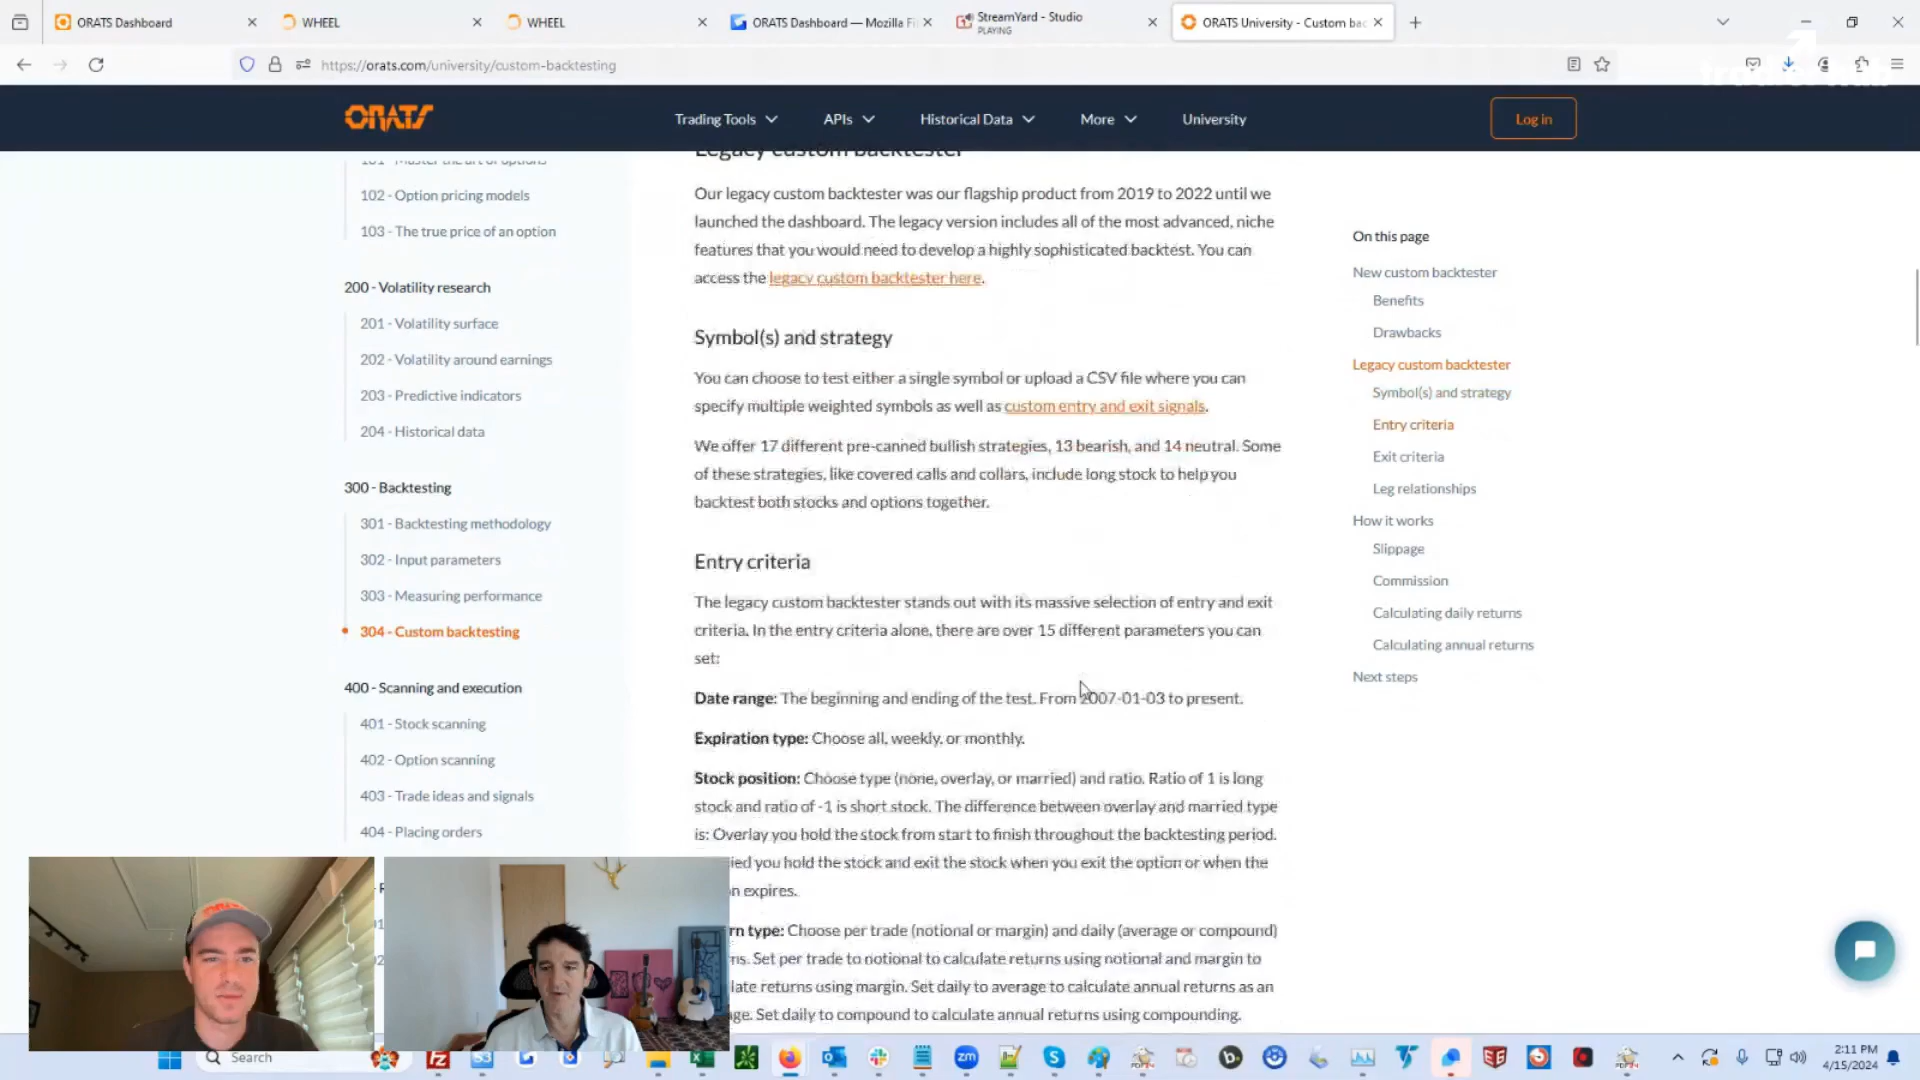 ORATS Dashboard
WHEEL
WHEEL
ORATS Dashboard — Mozilla Fi
StreamYard - Studio
PLAYING
ORATS University - Custom bac
https://orats.com/university/custom-backtesting
ORATS
Trading Tools
APIs
Historical Data
More
University
Log in
101 - Master the art of options
102 - Option pricing models
103 - The true price of an option
200 - Volatility research
201 - Volatility surface
202 - Volatility around earnings
203 - Predictive indicators
204 - Historical data
300 - Backtesting
301 - Backtesting methodology
302 - Input parameters
303 - Measuring performance
304 - Custom backtesting
400 - Scanning and execution
401 - Stock scanning
402 - Option scanning
403 - Trade ideas and signals
404 - Placing orders
Legacy custom backtester
Our legacy custom backtester was our flagship product from 2019 to 2022 until we
launched the dashboard. The legacy version includes all of the most advanced, niche
features that you would need to develop a highly sophisticated backtest. You can
access the legacy custom backtester here.
Symbol(s) and strategy
You can choose to test either a single symbol or upload a CSV file where you can
specify multiple weighted symbols as well as custom entry and exit signals.
We offer 17 different pre-canned bullish strategies, 13 bearish, and 14 neutral. Some
of these strategies, like covered calls and collars, include long stock to help you
backtest both stocks and options together.
Entry criteria
The legacy custom backtester stands out with its massive selection of entry and exit
criteria. In the entry criteria alone, there are over 15 different parameters you can
set:
Date range: The beginning and ending of the test. From 2007-01-03 to present.
Expiration type: Choose all, weekly, or monthly.
Stock position: Choose type (none, overlay, or married) and ratio. Ratio of 1 is long
stock and ratio of -1 is short stock. The difference between overlay and married type
is: Overlay you hold the stock from start to finish throughout the backtesting period.
ied you hold the stock and exit the stock when you exit the option or when the
n expires.
rn type: Choose per trade (notional or margin) and daily (average or compound)
ns. Set per trade to notional to calculate returns using notional and margin to
late returns using margin. Set daily to average to calculate annual returns as an
ge. Set daily to compound to calculate annual returns using compounding.
On this page
New custom backtester
Benefits
Drawbacks
Legacy custom backtester
Symbol(s) and strategy
Entry criteria
Exit criteria
Leg relationships
How it works
Slippage
Commission
Calculating daily returns
Calculating annual returns
Next steps
Search
2:11 PM
4/15/2024